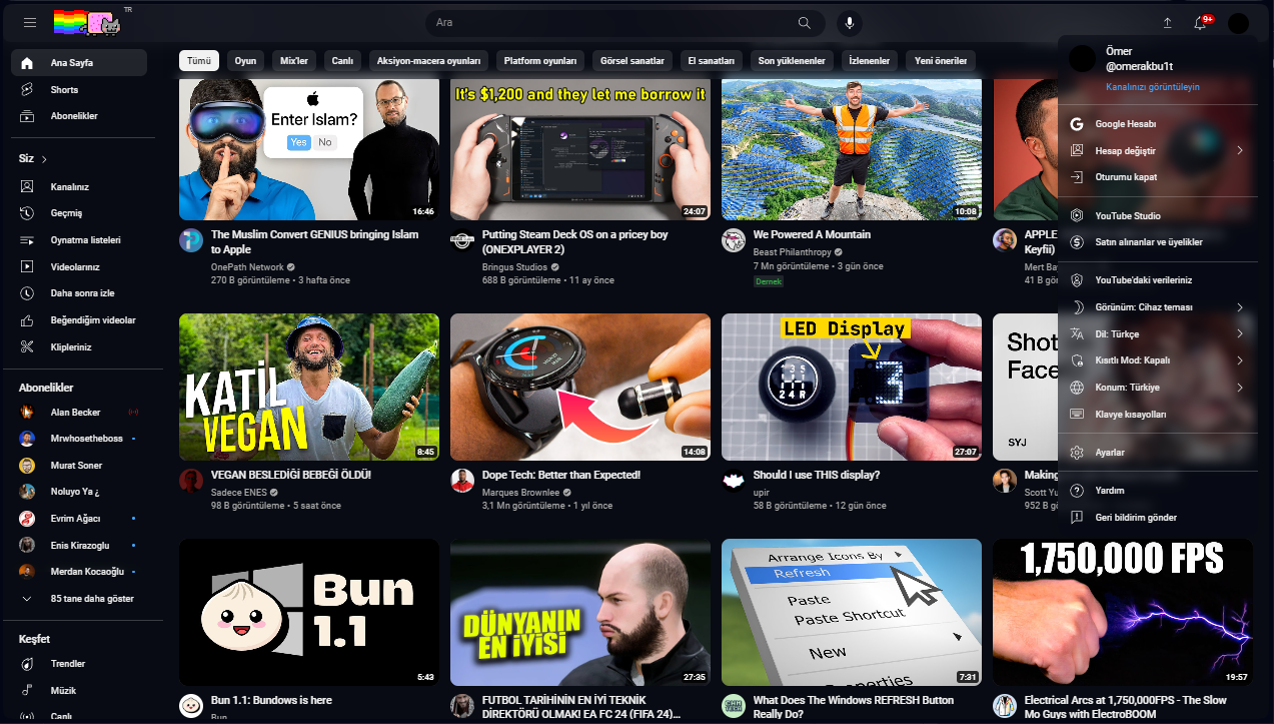 TR
Ara
9+
Ana Sayfa
Shorts
Abonelikler
Siz
Kanalınız
Geçmiş
Oynatma listeleri
Videolarınız
Daha sonra izle
Beğendiğim videolar
Klipleriniz
Abonelikler
Alan Becker
Mrwhosetheboss
Murat Soner
Noluyo Ya ¿
Evrim Ağacı
Enis Kirazoglu
Merdan Kocaoğlu
85 tane daha göster
Keşfet
Trendler
Müzik
Canlı
Tümü
Oyun
Mix'ler
Canlı
Aksiyon-macera oyunları
Platform oyunları
Görsel sanatlar
El sanatları
Son yüklenenler
İzlenenler
Yeni öneriler
Enter Islam?
Yes No
16:46
The Muslim Convert GENIUS bringing Islam
to Apple
OnePath Network
270 B görüntüleme • 3 hafta önce
It's $1,200 and they let me borrow it
24:07
Putting Steam Deck OS on a pricey boy
(ONEXPLAYER 2)
Bringus Studios
688 B görüntüleme • 11 ay önce
10:08
We Powered A Mountain
Beast Philanthropy
7 Mn görüntüleme • 3 gün önce
Dernek
APPLE
Keyfi)
Mert Bay
41 B gö
KATİL
VEGAN
8:45
VEGAN BESLEDİĞİ BEBEĞİ ÖLDÜ!
Sadece ENES
98 B görüntüleme • 5 saat önce
14:08
Dope Tech: Better than Expected!
Marques Brownlee
3,1 Mn görüntüleme • 1 yıl önce
LED Display
1 3 5
2 4 R
27:07
Should I use THIS display?
upir
58 B görüntüleme • 12 gün önce
Shot
Face
SYJ
Making
Scott Yu
952 B g
Bun
1.1
5:43
Bun 1.1: Bundows is here
Bun
DÜNYANIN
EN İYİSİ
27:35
FUTBOL TARİHİNİN EN İYİ TEKNİK
DİREKTÖRÜ OLMAK! EA FC 24 (FIFA 24)...
Arrange Icons By
Refresh
Paste
Paste Shortcut
New
Properties
7:31
What Does The Windows REFRESH Button
Really Do?
1,750,000 FPS
19:57
Electrical Arcs at 1,750,000FPS - The Slow
Mo Guys with ElectroBOOM
Ömer
@omerakbu1t
Kanalınızı görüntüleyin
Google Hesabı
Hesap değiştir
Oturumu kapat
YouTube Studio
Satın alınanlar ve üyelikler
YouTube'daki verileriniz
Görünüm: Cihaz teması
Dil: Türkçe
Kısıtlı Mod: Kapalı
Konum: Türkiye
Klavye kısayolları
Ayarlar
Yardım
Geri bildirim gönder